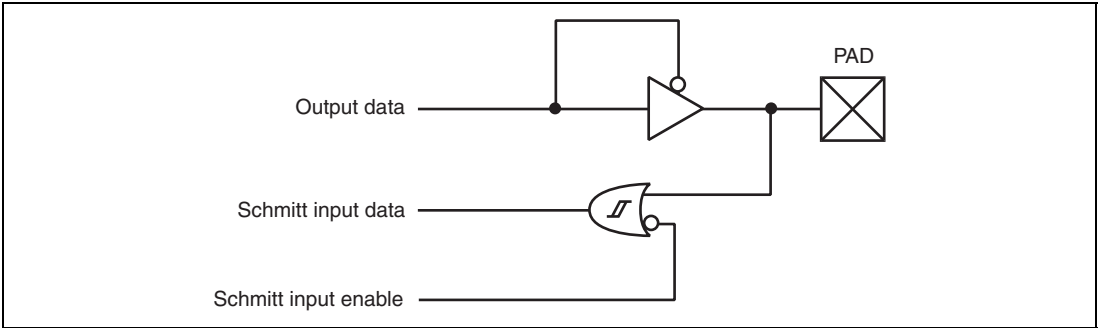 PAD
Output data
Schmitt input data
Schmitt input enable